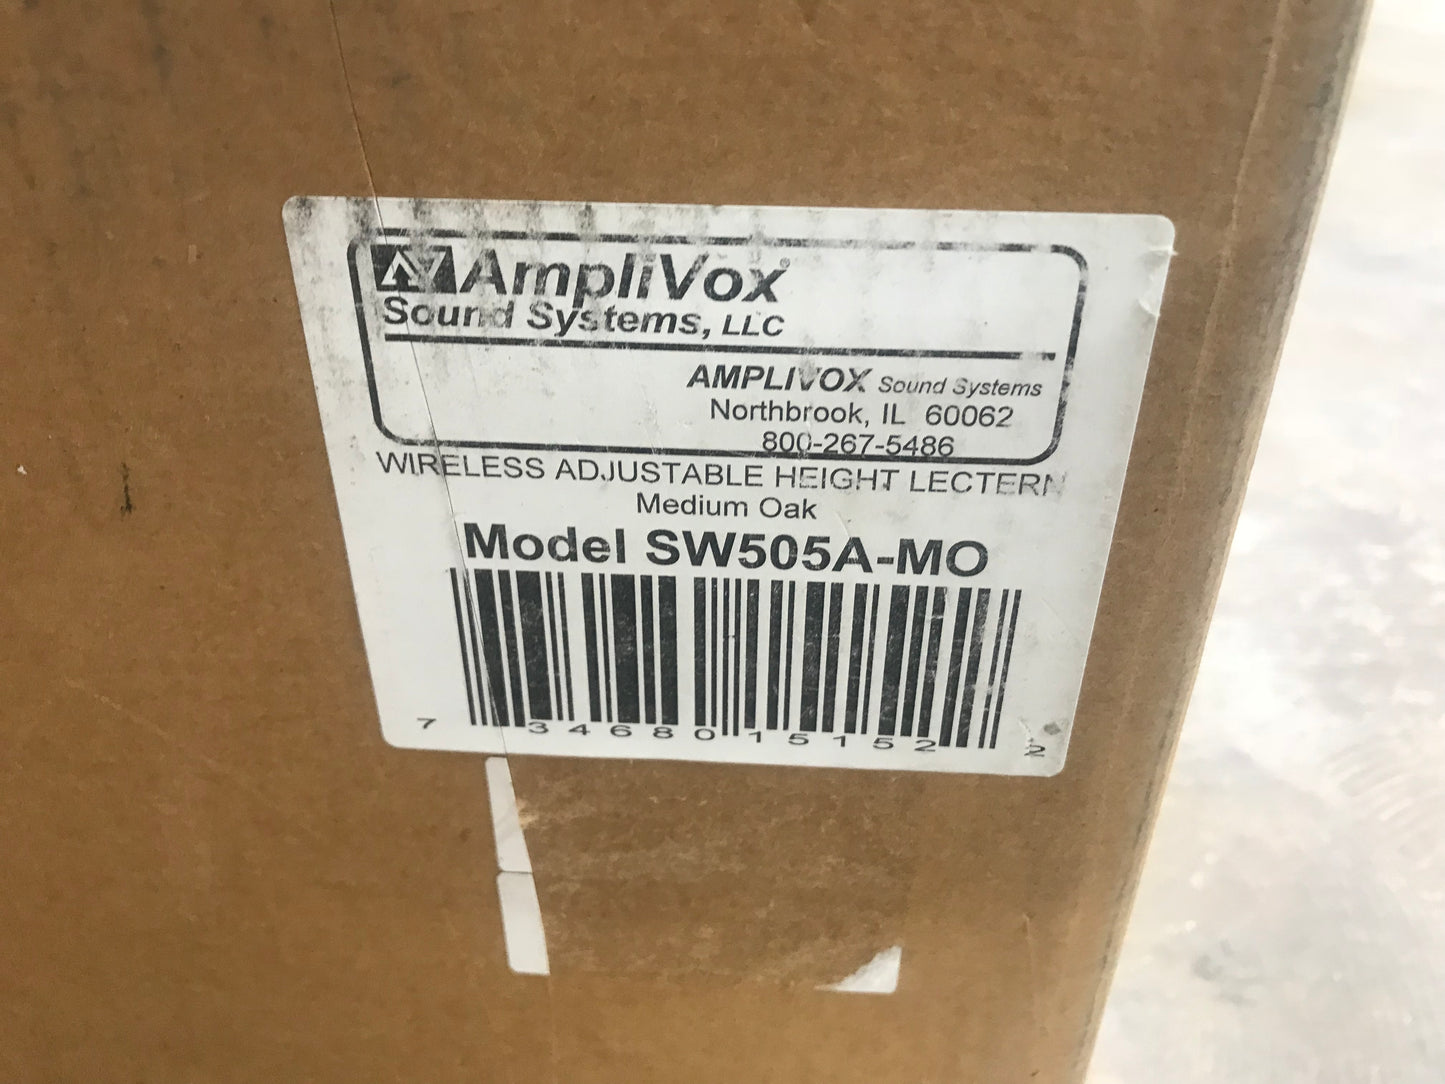 AmpliVox®
Sound Systems, LLC
AMPLIVOX Sound Systems
Northbrook, IL 60062
800-267-5486
WIRELESS ADJUSTABLE HEIGHT LECTERN
Medium Oak
Model SW505A-MO
7 34680 15152 2